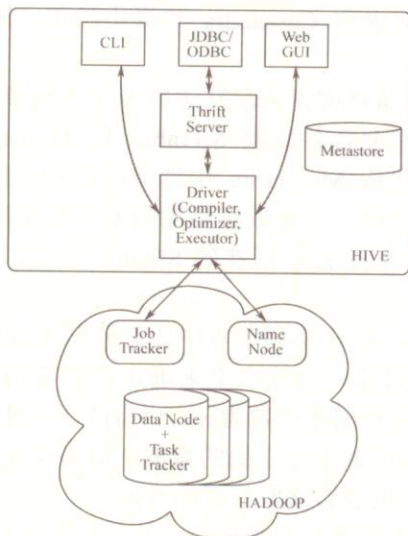 CLI
JDBC/
ODBC
Web
GUI
Thrift
Server
Metastore
Driver
(Compiler,
Optimizer,
Executor)
HIVE
Job
Tracker
Name
Node
Data Node
+
Task
Tracker
HADOOP